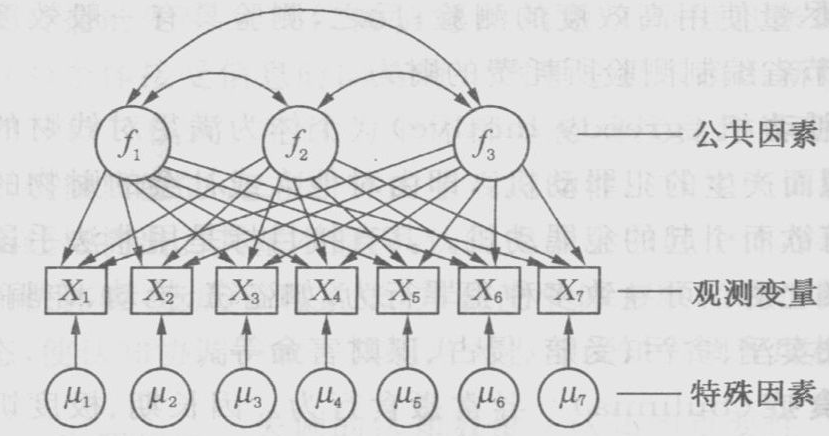 f1 f2 f3 —— 公共因素
X1 X2 X3 X4 X5 X6 X7 —— 观测变量
μ1 μ2 μ3 μ4 μ5 μ6 μ7 —— 特殊因素